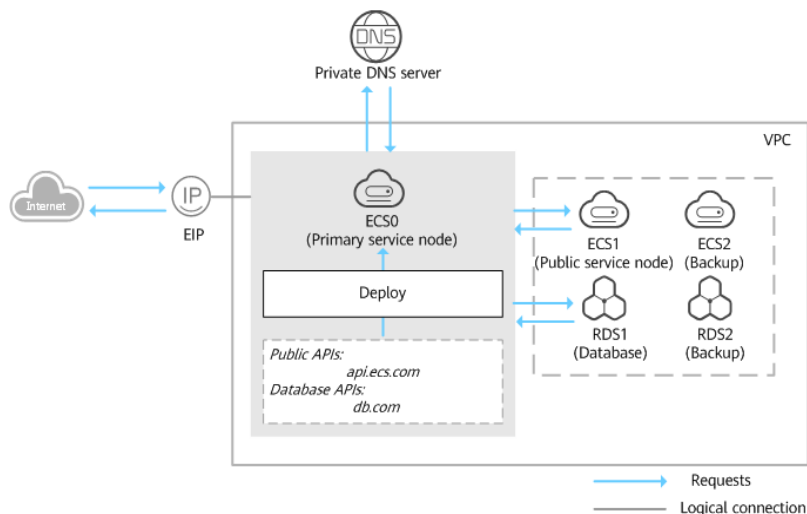 DNS
Private DNS server
VPC
Internet
IP
EIP
ECS0
(Primary service node)
ECS1
(Public service node)
ECS2
(Backup)
Deploy
RDS1
(Database)
RDS2
(Backup)
Public APIs:
api.ecs.com
Database APIs:
db.com
Requests
Logical connection